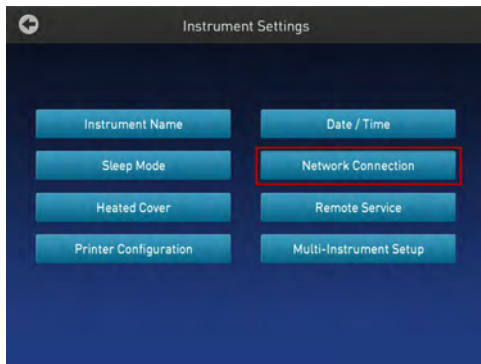 Instrument Settings
Instrument Name
Date / Time
Sleep Mode
Network Connection
Heated Cover
Remote Service
Printer Configuration
Multi-Instrument Setup